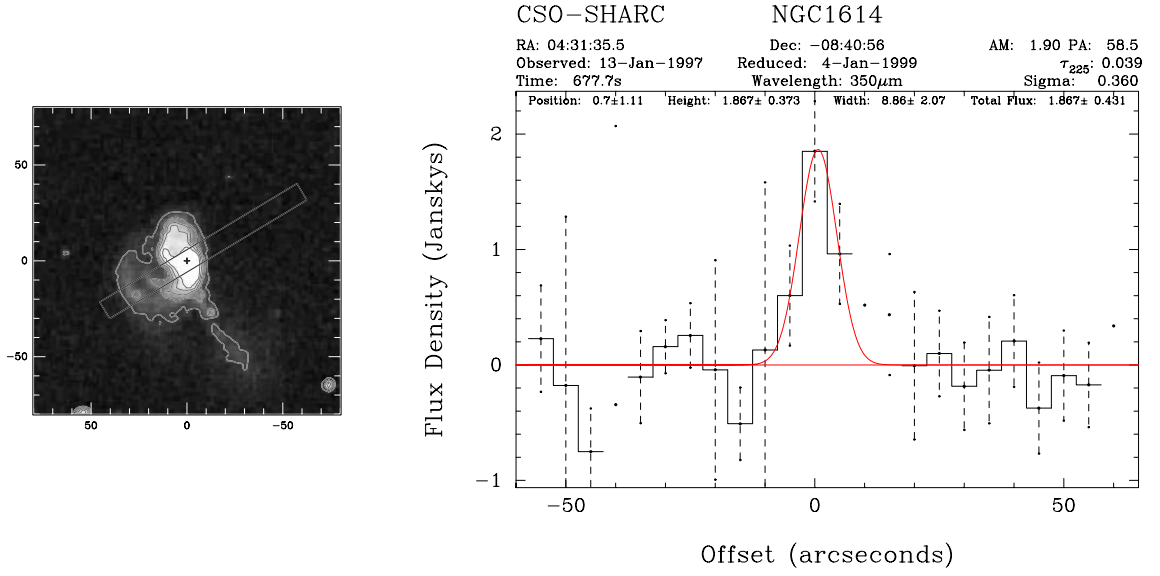 CSO-SHARC NGC1614
RA: 04:31:35.5 Dec: -08:40:56 AM: 1.90 PA: 58.5
Observed: 13-Jan-1997 Reduced: 4-Jan-1999 τ225: 0.039
Time: 677.7s Wavelength: 350μm Sigma: 0.360
Position: 0.7±1.11 Height: 1.867± 0.373 Width: 8.86± 2.07 Total Flux: 1.867± 0.431
50
0
-50
50 0 -50
Flux Density (Janskys)
2
1
0
-1
-50 0 50
Offset (arcseconds)